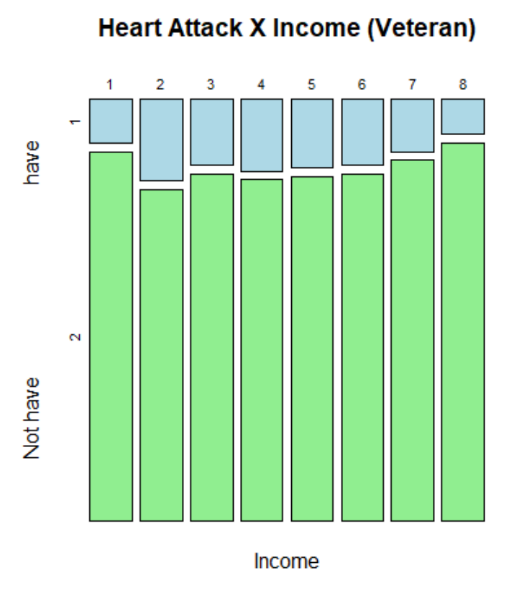 Heart Attack X Income (Veteran)
1 2 3 4 5 6 7 8
1
have
2
Not have
Income